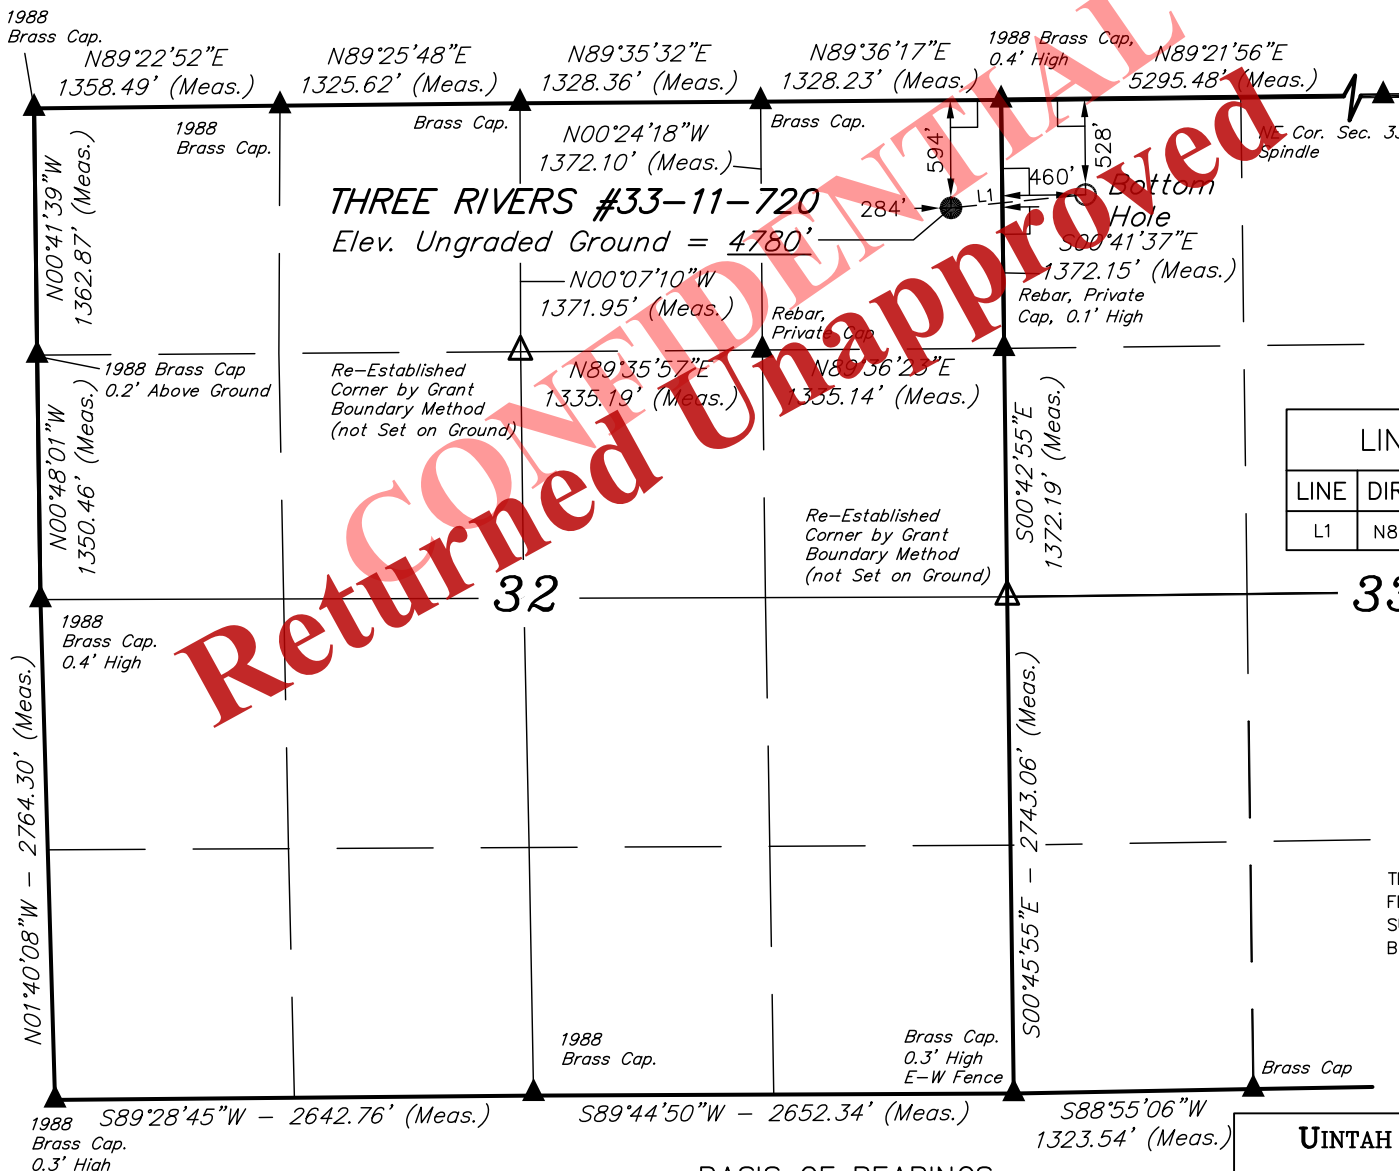 1988
Brass Cap.
N89°22'52"E
1358.49' (Meas.)
N89°25'48"E
1325.62' (Meas.)
N89°35'32"E
1328.36' (Meas.)
N89°36'17"E
1328.23' (Meas.)
1988 Brass Cap,
0.4' High
N89°21'56"E
5295.48' (Meas.)
1988
Brass Cap.
Brass Cap.
N00°24'18"W
1372.10' (Meas.)
Brass Cap.
594'
528'
NE Cor. Sec.
Spindle
N00°41'39"W
1362.87' (Meas.)
THREE RIVERS #33-11-720
Elev. Ungraded Ground = 4780'
284'
L1
460'
Bottom
Hole
S00°41'37"E
1372.15' (Meas.)
N00°07'10"W
1371.95' (Meas.)
Rebar,
Private Cap
Rebar, Private
Cap, 0.1' High
1988 Brass Cap
0.2' Above Ground
Re-Established
Corner by Grant
Boundary Method
(not Set on Ground)
N89°35'57"E
1335.19' (Meas.)
N89°36'23"E
1335.14' (Meas.)
N00°48'01"W
1350.46' (Meas.)
S00°42'55"E
1372.19' (Meas.)
LIN
LINE DIR
L1 N8
Re-Established
Corner by Grant
Boundary Method
(not Set on Ground)
CONFIDENTIAL
Returned Unapproved
32
33
1988
Brass Cap.
0.4' High
N01°40'08"W - 2764.30' (Meas.)
S00°45'55"E - 2743.06' (Meas.)
1988
Brass Cap.
Brass Cap.
0.3' High
E-W Fence
Brass Cap
1988
Brass Cap.
0.3' High
S89°28'45"W - 2642.76' (Meas.)
S89°44'50"W - 2652.34' (Meas.)
S88°55'06"W
1323.54' (Meas.)
UINTAH
BASIS OF BEARINGS